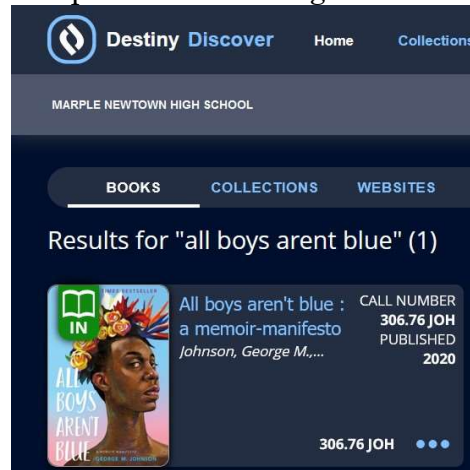 Destiny Discover Home Collections
MARPLE NEWTOWN HIGH SCHOOL
BOOKS COLLECTIONS WEBSITES
Results for "all boys arent blue" (1)
IN
TIMES BESTSELLER
ALL
BOYS
AREN'T
BLUE
GEORGE M. JOHNSON
All boys aren't blue :
a memoir-manifesto
Johnson, George M.,...
CALL NUMBER
306.76 JOH
PUBLISHED
2020
306.76 JOH